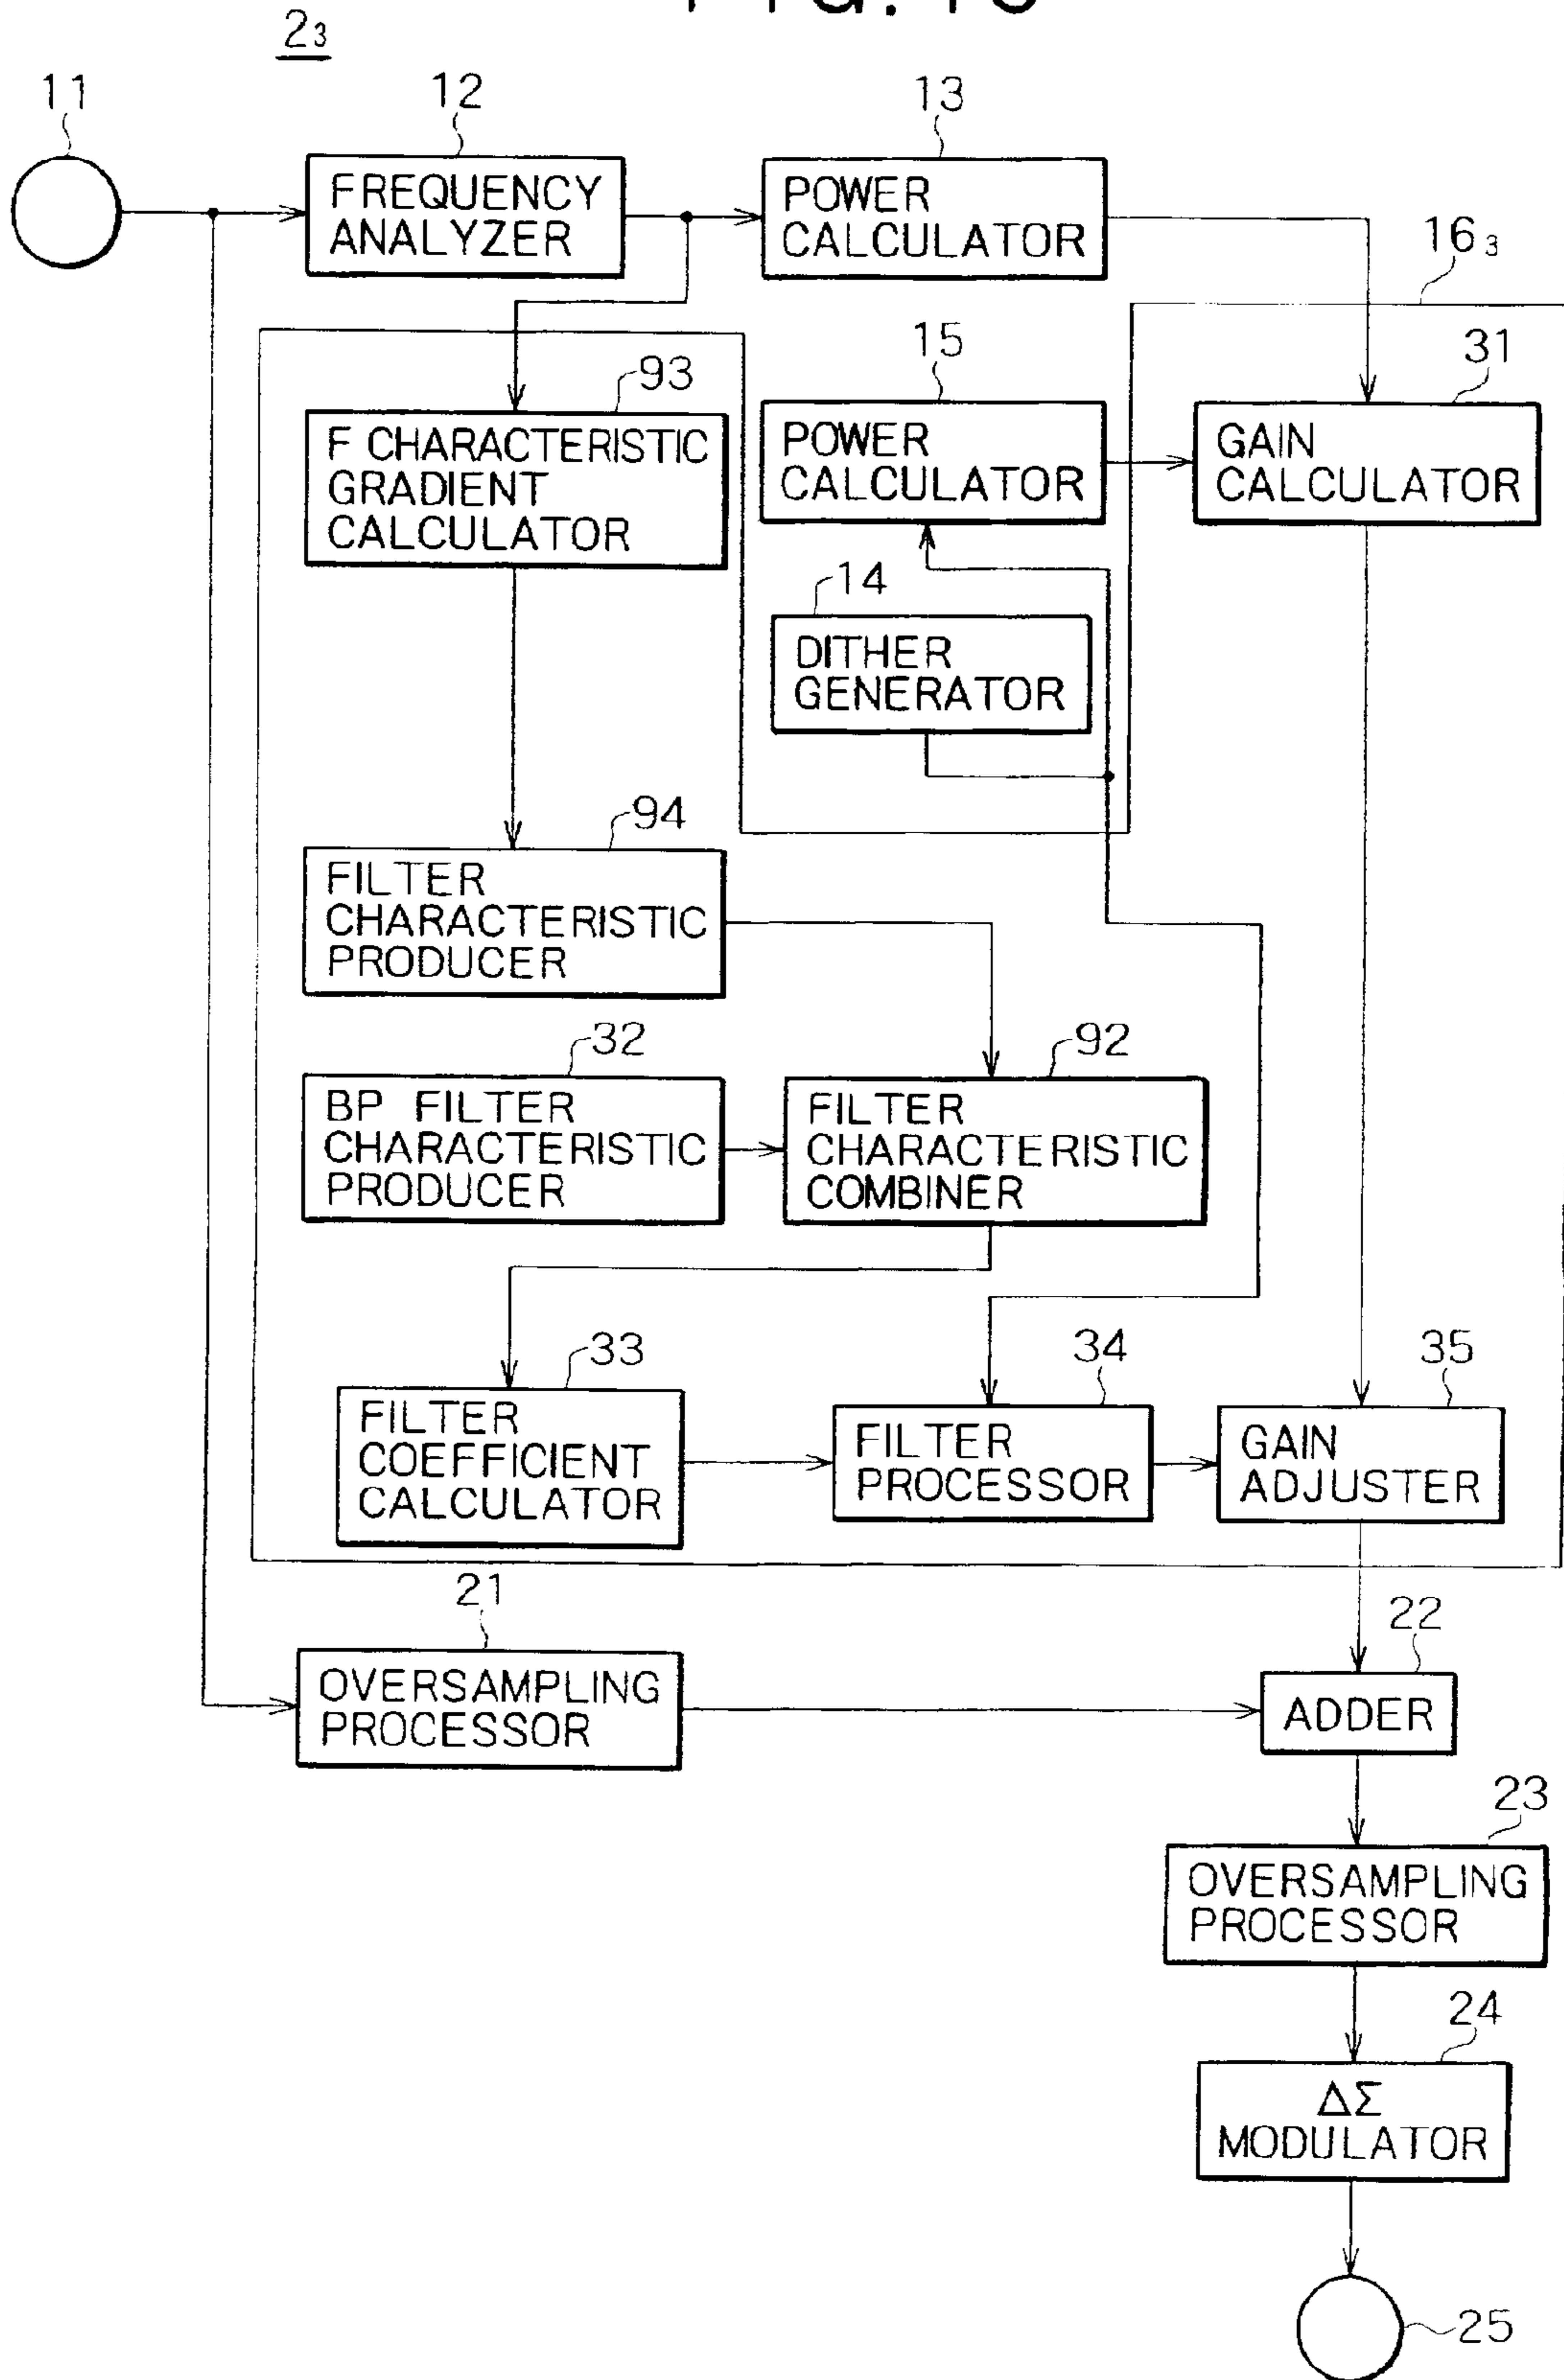 2₃
11
12
13
FREQUENCY
ANALYZER
POWER
CALCULATOR
16₃
93
15
31
F CHARACTERISTIC
GRADIENT
CALCULATOR
POWER
CALCULATOR
GAIN
CALCULATOR
14
DITHER
GENERATOR
94
FILTER
CHARACTERISTIC
PRODUCER
32
92
BP FILTER
CHARACTERISTIC
PRODUCER
FILTER
CHARACTERISTIC
COMBINER
33
34
35
FILTER
COEFFICIENT
CALCULATOR
FILTER
PROCESSOR
GAIN
ADJUSTER
21
22
OVERSAMPLING
PROCESSOR
ADDER
23
OVERSAMPLING
PROCESSOR
24
ΔΣ
MODULATOR
25